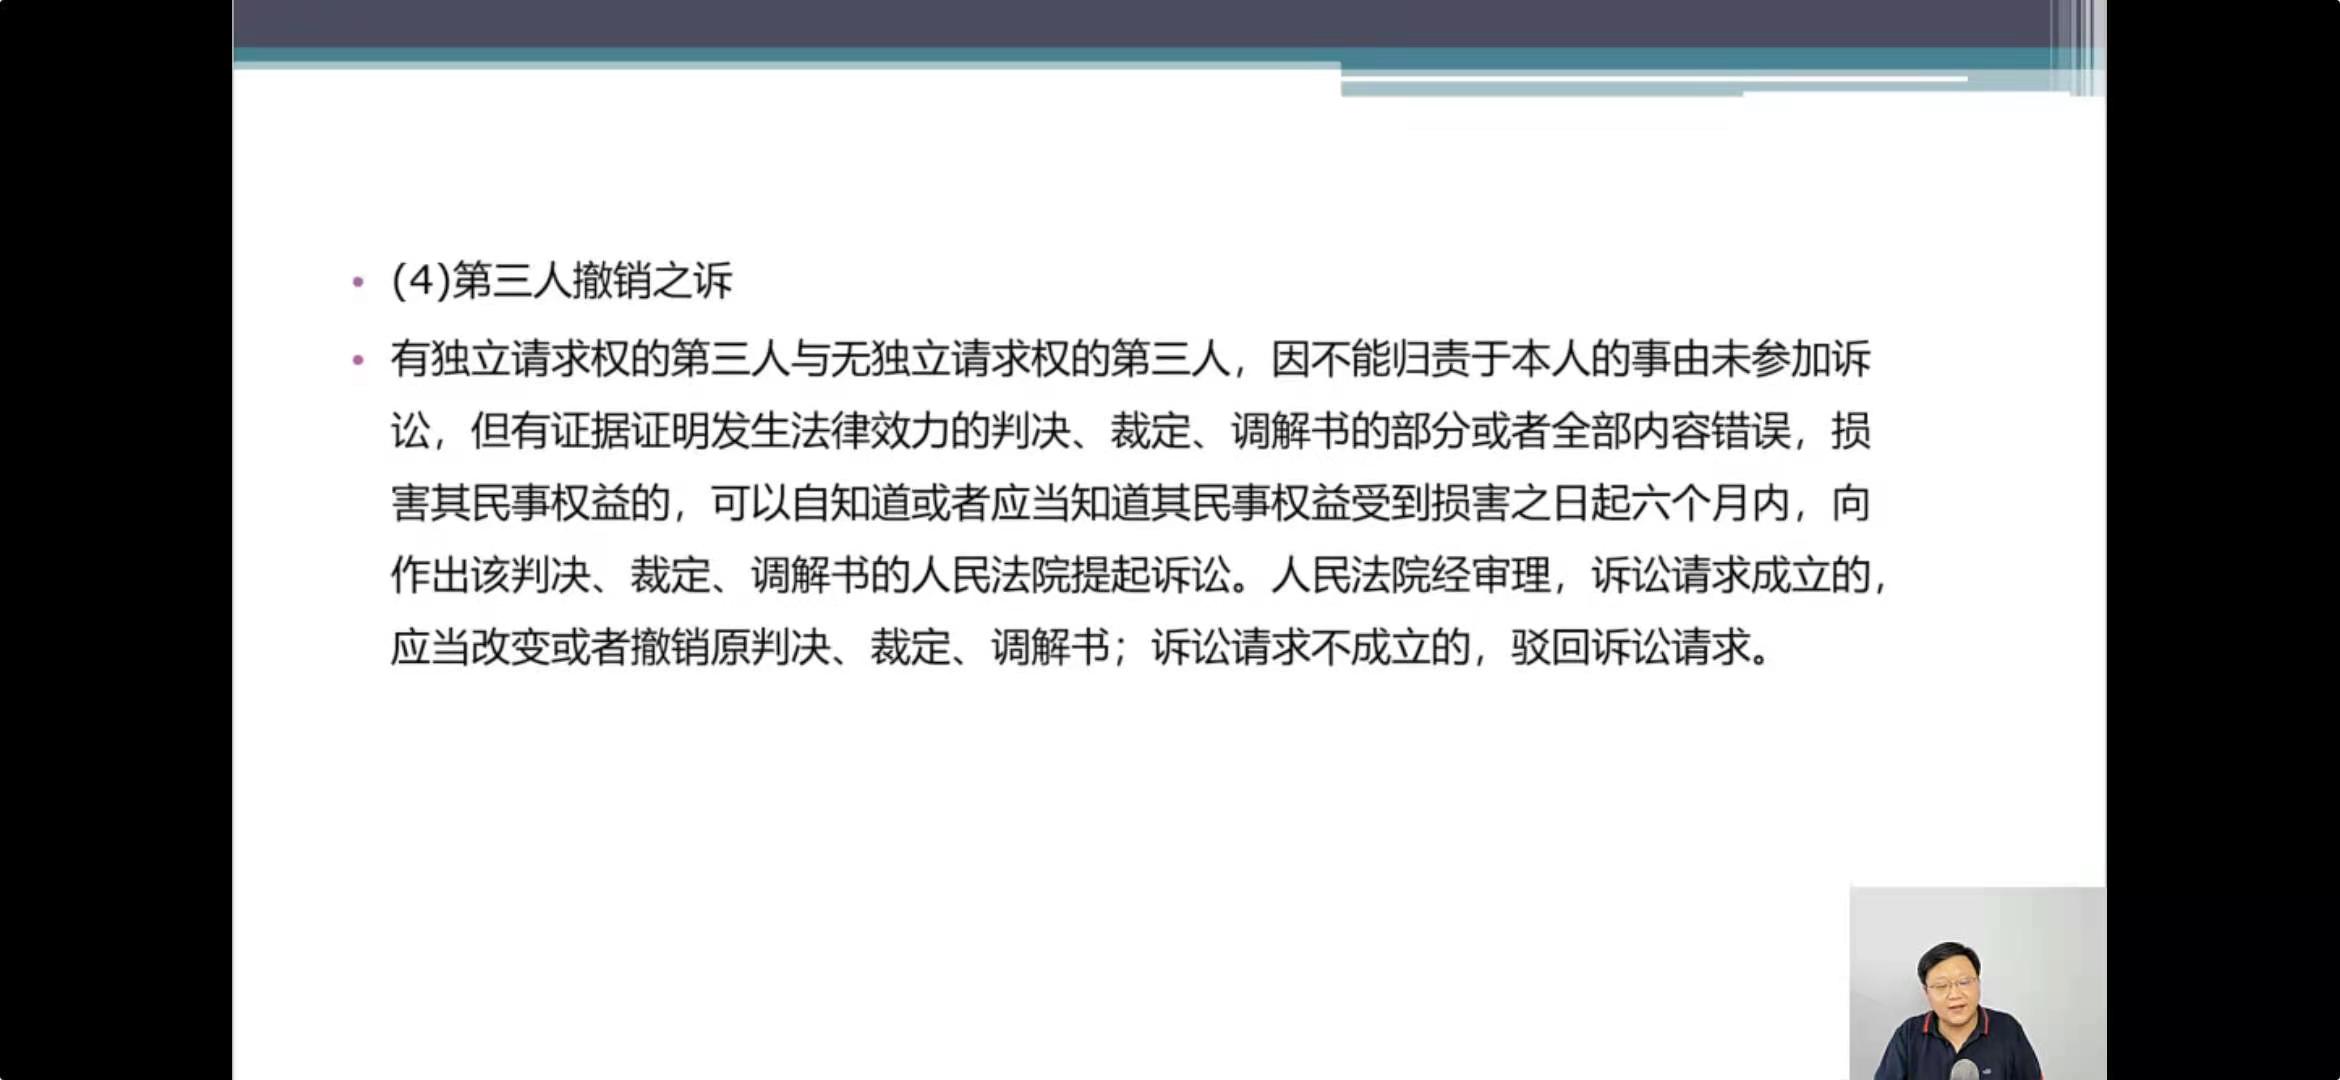 • (4)第三人撤销之诉
• 有独立请求权的第三人与无独立请求权的第三人，因不能归责于本人的事由未参加诉
讼，但有证据证明发生法律效力的判决、裁定、调解书的部分或者全部内容错误，损
害其民事权益的，可以自知道或者应当知道其民事权益受到损害之日起六个月内，向
作出该判决、裁定、调解书的人民法院提起诉讼。人民法院经审理，诉讼请求成立的，
应当改变或者撤销原判决、裁定、调解书；诉讼请求不成立的，驳回诉讼请求。